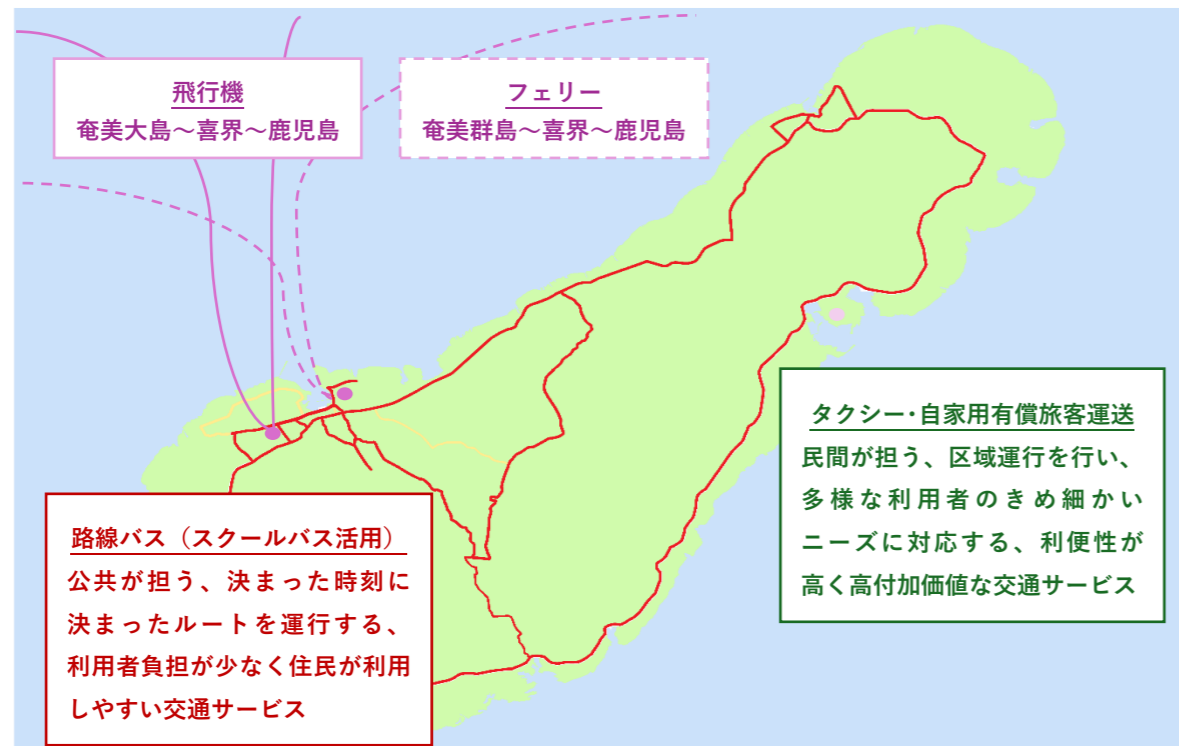 飛行機
奄美大島～喜界～鹿児島
フェリー
奄美群島～喜界～鹿児島
タクシー･自家用有償旅客運送
民間が担う、区域運行を行い、
多様な利用者のきめ細かい
ニーズに対応する、利便性が
高く高付加価値な交通サービス
路線バス（スクールバス活用）
公共が担う、決まった時刻に
決まったルートを運行する、
利用者負担が少なく住民が利用
しやすい交通サービス